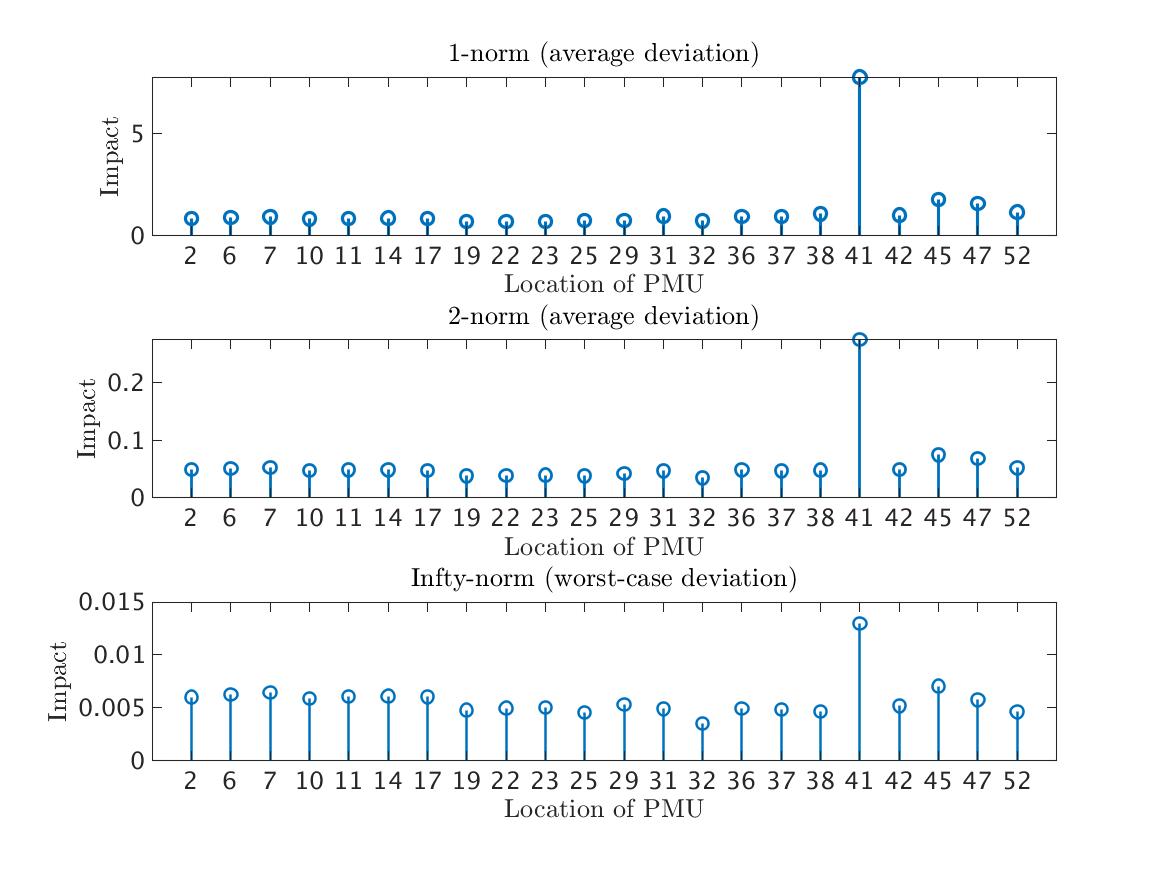 1-norm (average deviation)
Impact
5
0
2 6 7 10 11 14 17 19 22 23 25 29 31 32 36 37 38 41 42 45 47 52
Location of PMU
2-norm (average deviation)
Impact
0.2
0.1
0
2 6 7 10 11 14 17 19 22 23 25 29 31 32 36 37 38 41 42 45 47 52
Location of PMU
Infty-norm (worst-case deviation)
Impact
0.015
0.01
0.005
0
2 6 7 10 11 14 17 19 22 23 25 29 31 32 36 37 38 41 42 45 47 52
Location of PMU